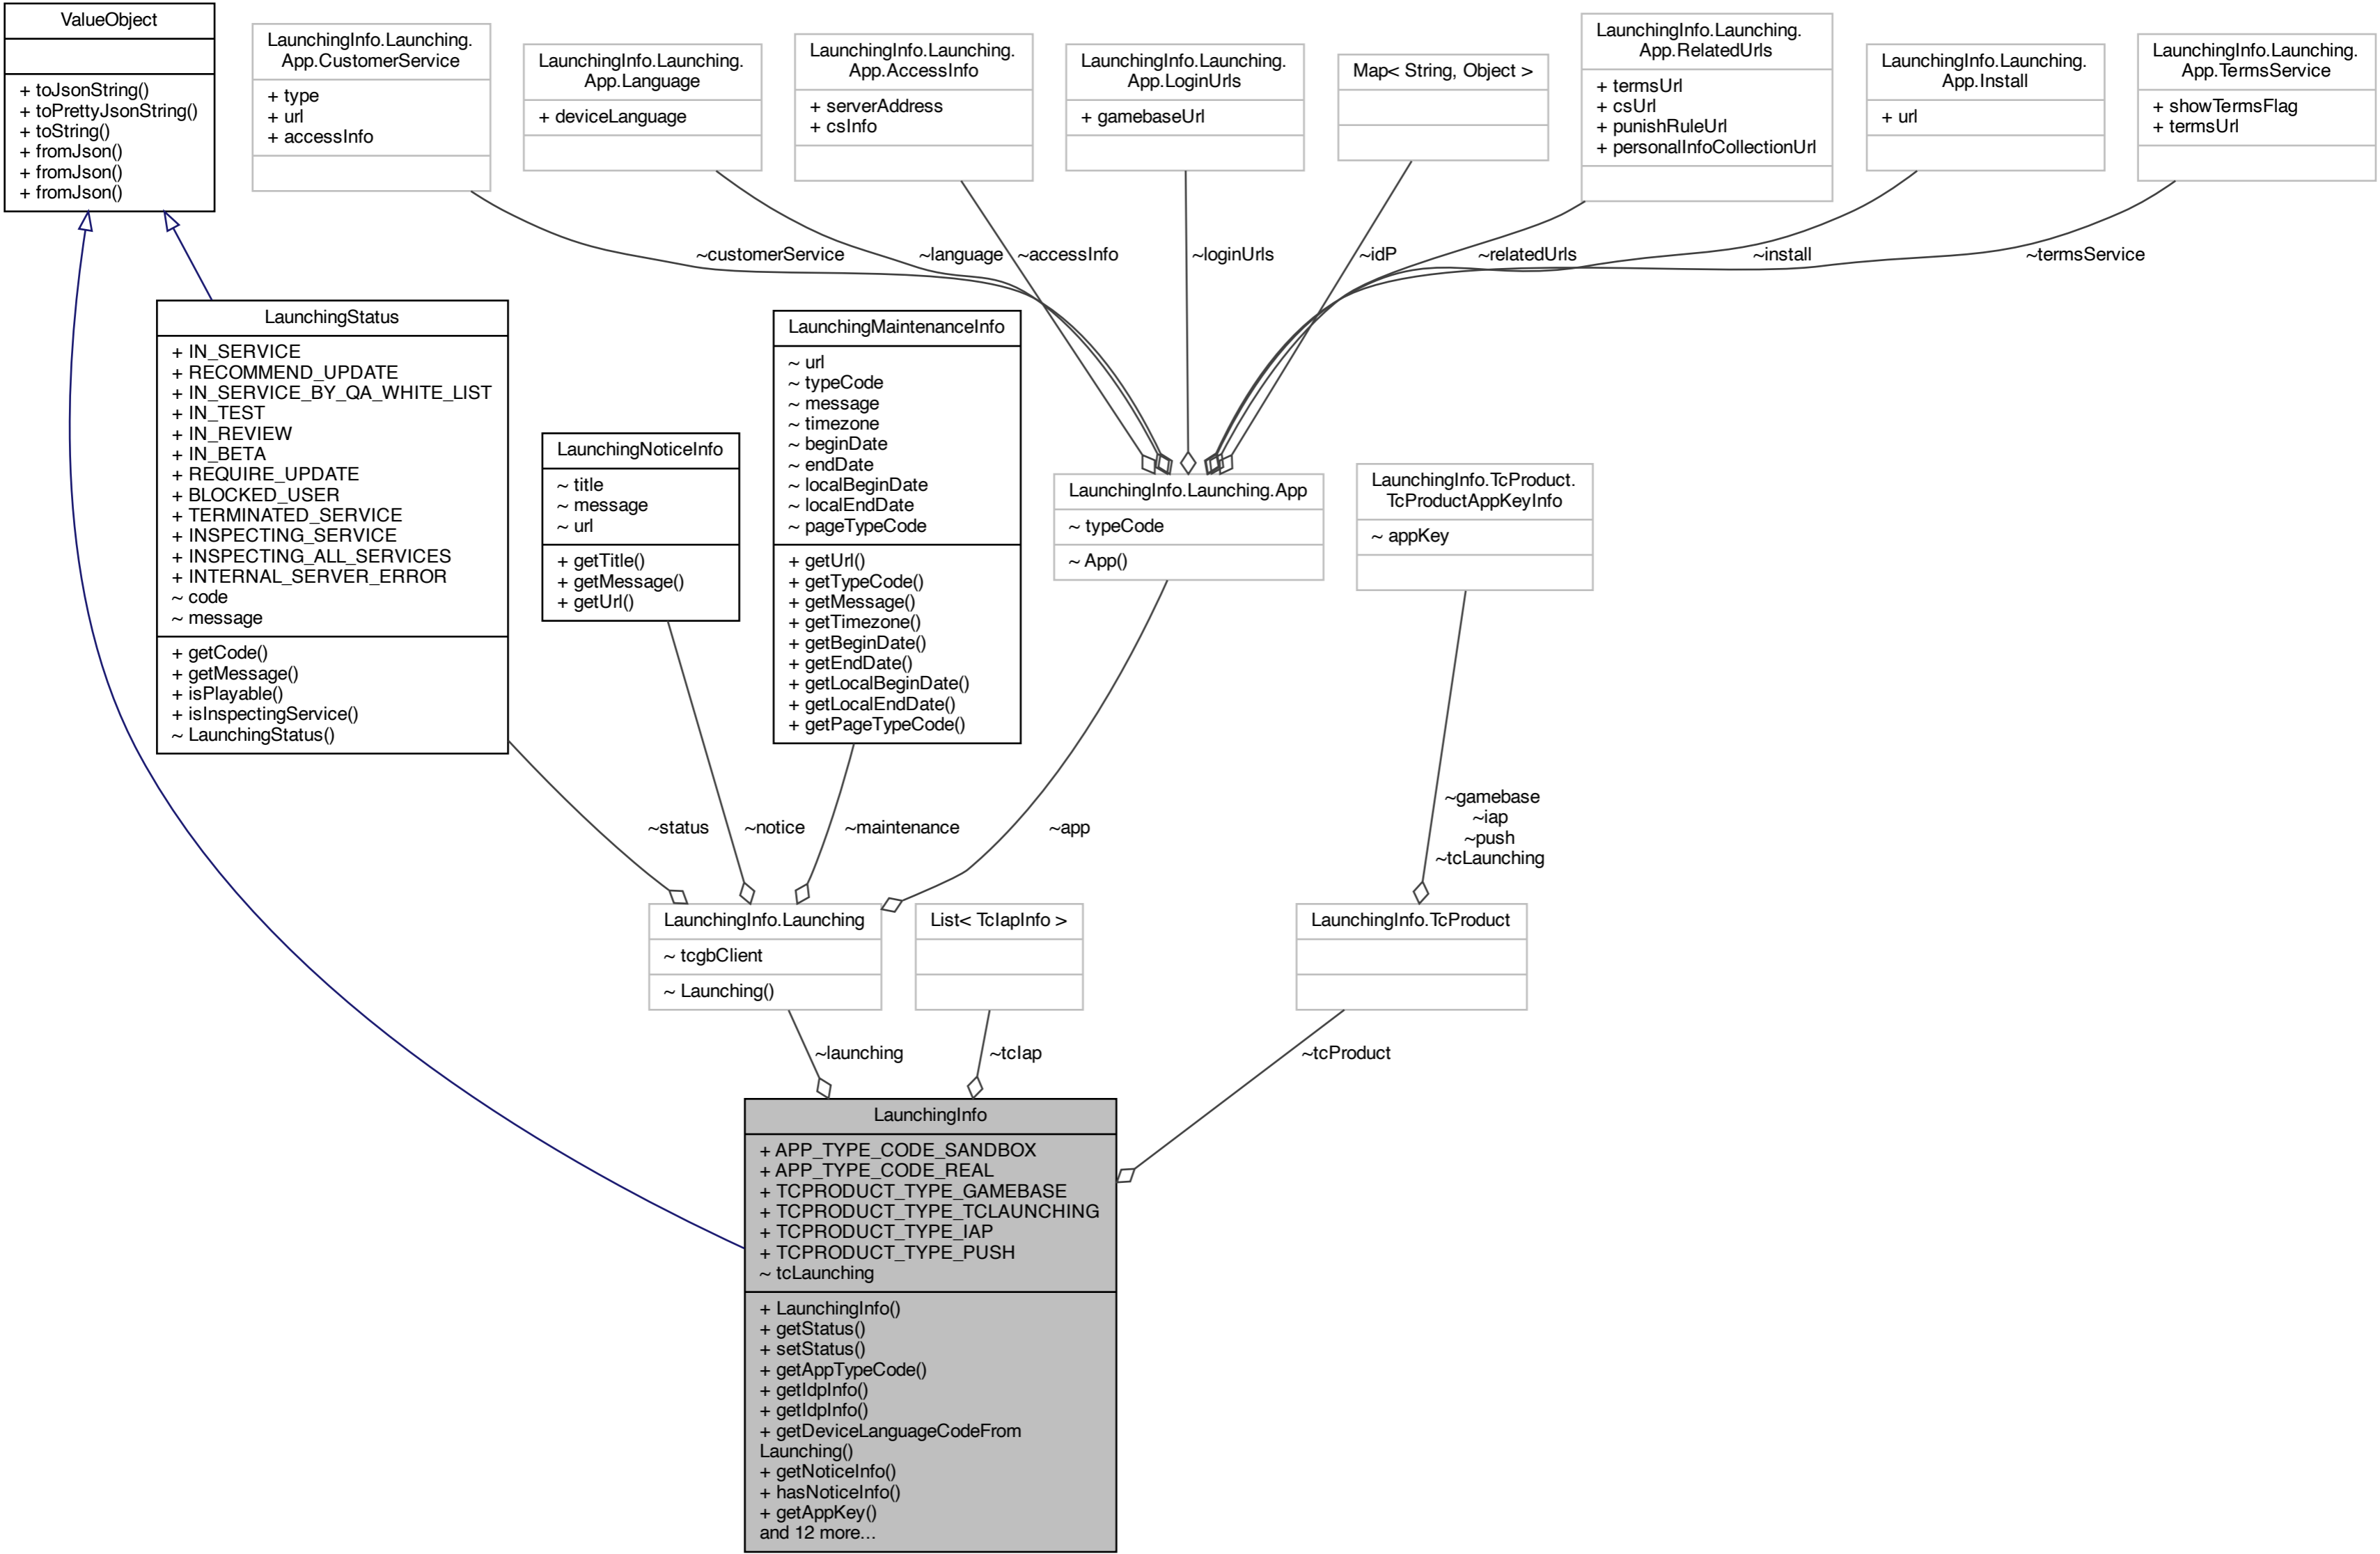 ValueObject
+ toJsonString()
+ toPrettyJsonString()
+ toString()
+ fromJson()
+ fromJson()
+ fromJson()
LaunchingInfo.Launching.
App.CustomerService
+ type
+ url
+ accessInfo
LaunchingInfo.Launching.
App.Language
+ deviceLanguage
LaunchingInfo.Launching.
App.AccessInfo
+ serverAddress
+ csInfo
LaunchingInfo.Launching.
App.LoginUrls
+ gamebaseUrl
Map< String, Object >
LaunchingInfo.Launching.
App.RelatedUrls
+ termsUrl
+ csUrl
+ punishRuleUrl
+ personalInfoCollectionUrl
LaunchingInfo.Launching.
App.Install
+ url
LaunchingInfo.Launching.
App.TermsService
+ showTermsFlag
+ termsUrl
~customerService
~language
~accessInfo
~loginUrls
~idP
~relatedUrls
~install
~termsService
LaunchingStatus
+ IN_SERVICE
+ RECOMMEND_UPDATE
+ IN_SERVICE_BY_QA_WHITE_LIST
+ IN_TEST
+ IN_REVIEW
+ IN_BETA
+ REQUIRE_UPDATE
+ BLOCKED_USER
+ TERMINATED_SERVICE
+ INSPECTING_SERVICE
+ INSPECTING_ALL_SERVICES
+ INTERNAL_SERVER_ERROR
~ code
~ message
+ getCode()
+ getMessage()
+ isPlayable()
+ isInspectingService()
~ LaunchingStatus()
LaunchingNoticeInfo
~ title
~ message
~ url
+ getTitle()
+ getMessage()
+ getUrl()
LaunchingMaintenanceInfo
~ url
~ typeCode
~ message
~ timezone
~ beginDate
~ endDate
~ localBeginDate
~ localEndDate
~ pageTypeCode
+ getUrl()
+ getTypeCode()
+ getMessage()
+ getTimezone()
+ getBeginDate()
+ getEndDate()
+ getLocalBeginDate()
+ getLocalEndDate()
+ getPageTypeCode()
LaunchingInfo.Launching.App
~ typeCode
~ App()
LaunchingInfo.TcProduct.
TcProductAppKeyInfo
~ appKey
~status
~notice
~maintenance
~app
~gamebase
~iap
~push
~tcLaunching
LaunchingInfo.Launching
~ tcgbClient
~ Launching()
List< TcIapInfo >
LaunchingInfo.TcProduct
~launching
~tcIap
~tcProduct
LaunchingInfo
+ APP_TYPE_CODE_SANDBOX
+ APP_TYPE_CODE_REAL
+ TCPRODUCT_TYPE_GAMEBASE
+ TCPRODUCT_TYPE_TCLAUNCHING
+ TCPRODUCT_TYPE_IAP
+ TCPRODUCT_TYPE_PUSH
~ tcLaunching
+ LaunchingInfo()
+ getStatus()
+ setStatus()
+ getAppTypeCode()
+ getIdpInfo()
+ getIdpInfo()
+ getDeviceLanguageCodeFrom
Launching()
+ getNoticeInfo()
+ hasNoticeInfo()
+ getAppKey()
and 12 more...